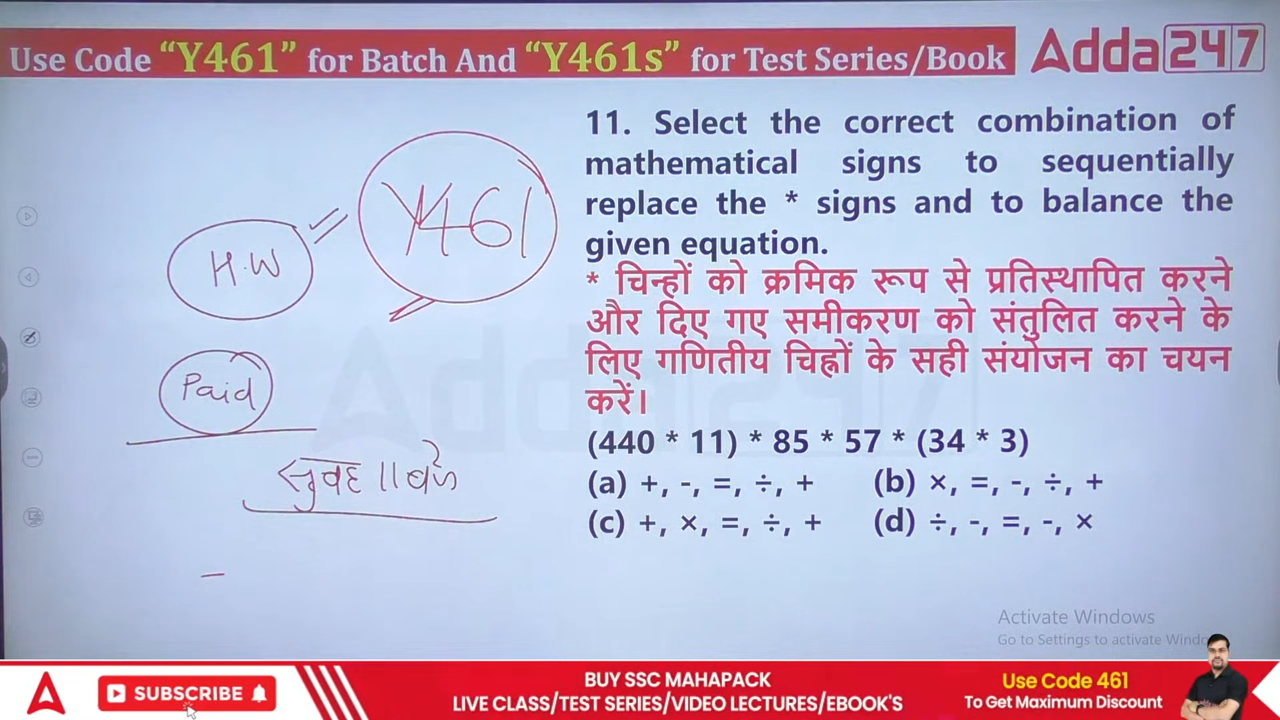 Use Code “Y461” for Batch And “Y461s” for Test Series/Book
Adda247
11. Select the correct combination of
mathematical signs to sequentially
replace the * signs and to balance the
given equation.
* चिन्हों को क्रमिक रूप से प्रतिस्थापित करने
और दिए गए समीकरण को संतुलित करने के
लिए गणितीय चिह्नों के सही संयोजन का चयन
करें।
(440 * 11) * 85 * 57 * (34 * 3)
(a) +, -, =, ÷, + (b) ×, =, -, ÷, +
(c) +, ×, =, ÷, + (d) ÷, -, =, -, ×
Y461
H.W
Paid
सुबह 11 बजे
Activate Windows
Go to Settings to activate
SUBSCRIBE
BUY SSC MAHAPACK
LIVE CLASS/TEST SERIES/VIDEO LECTURES/EBOOK'S
Use Code 461
To Get Maximum Discount